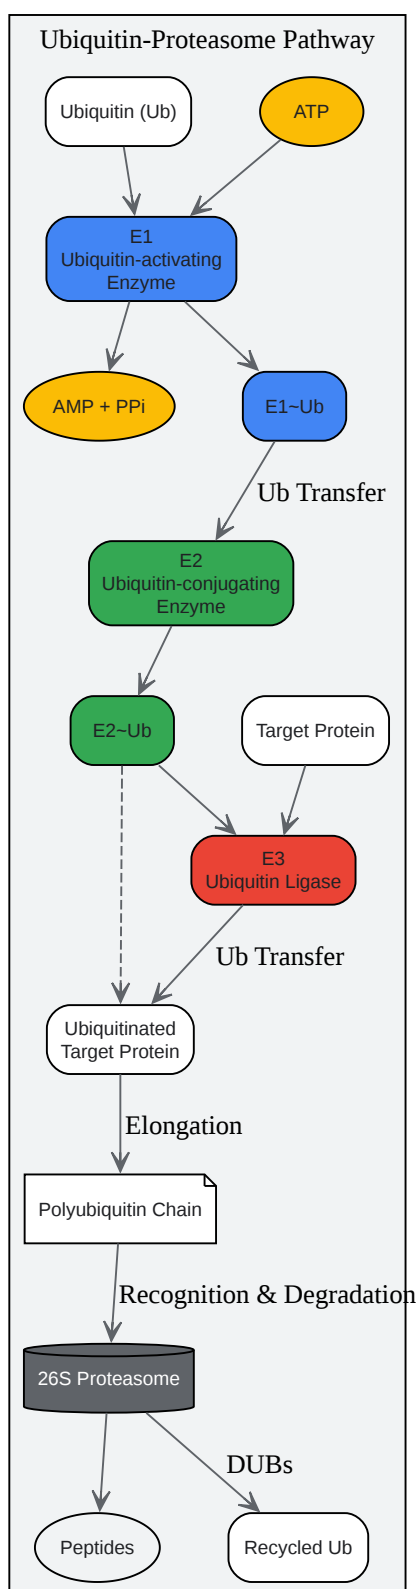 Ubiquitin-Proteasome Pathway
Ubiquitin (Ub)
ATP
E1
Ubiquitin-activating
Enzyme
AMP + PPi
E1~Ub
Ub Transfer
E2
Ubiquitin-conjugating
Enzyme
E2~Ub
Target Protein
E3
Ubiquitin Ligase
Ub Transfer
Ubiquitinated
Target Protein
Elongation
Polyubiquitin Chain
Recognition & Degradation
26S Proteasome
DUBs
Peptides
Recycled Ub